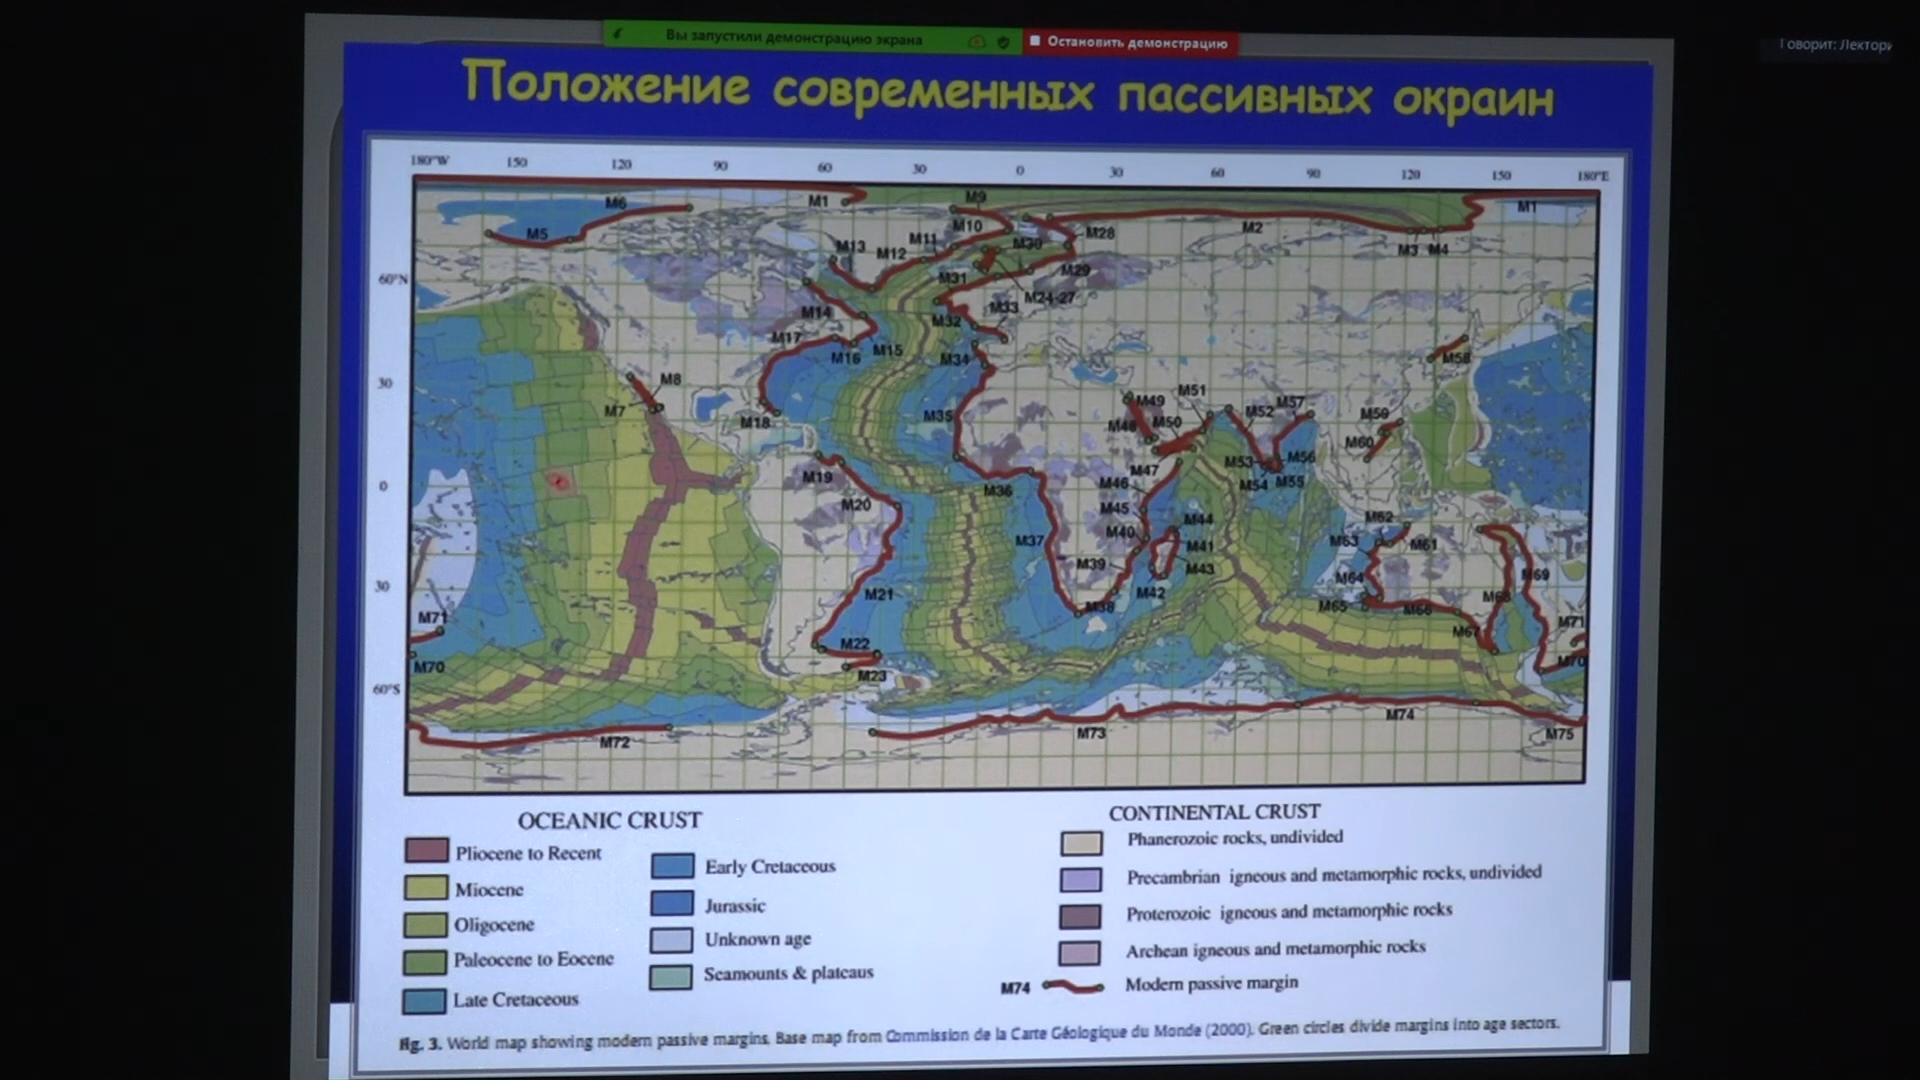 Вы запустили демонстрацию экрана
Остановить демонстрацию
Говорит: Лектори
Положение современных пассивных окраин
180°W 150 120 90 60 30 0 30 60 90 120 150 180°E
M6 M1 M9 M1
M5 M10 M2
M13 M12 M11 M30 M28 M3 M4
60°N M31 M29
M24-27
M14 M32 M33
M17 M16 M15 M34 M58
30 M8 M51
M7 M18 M35 M49 M52 M57 M59
M48 M50 M60
M19 M47 M53 M56
0 M20 M36 M46 M54 M55
M45 M44 M62
M37 M40 M41 M63 M61
30 M21 M39 M43 M64 M69
M42 M68
M71 M38 M65 M66 M71
M22 M67
M70 M23 M70
60°S
M72 M73 M74 M75
OCEANIC CRUST
Pliocene to Recent
Miocene
Oligocene
Paleocene to Eocene
Late Cretaceous
Early Cretaceous
Jurassic
Unknown age
Seamounts & plateaus
CONTINENTAL CRUST
Phanerozoic rocks, undivided
Precambrian igneous and metamorphic rocks, undivided
Proterozoic igneous and metamorphic rocks
Archean igneous and metamorphic rocks
M74 Modern passive margin
Fig. 3. World map showing modern passive margins. Base map from Commission de la Carte Géologique du Monde (2000). Green circles divide margins into age sectors.